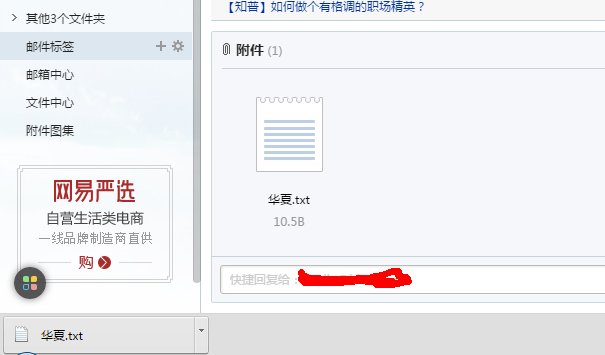 其他3个文件夹
邮件标签
邮箱中心
文件中心
附件图集
网易严选
自营生活类电商
一线品牌制造商直供
购
【知普】如何做个有格调的职场精英？
附件 (1)
华夏.txt
10.5B
快捷回复给：
华夏.txt